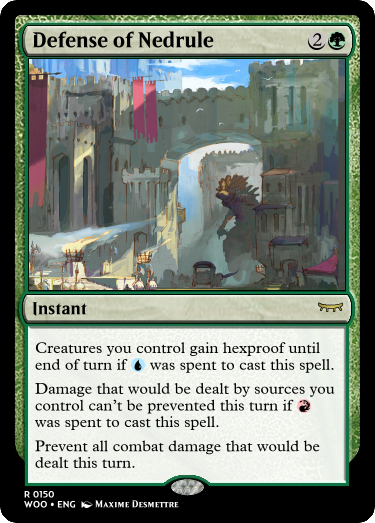 Defense of Nedrule 2
Instant
Creatures you control gain hexproof until
end of turn if was spent to cast this spell.
Damage that would be dealt by sources you
control can't be prevented this turn if
was spent to cast this spell.
Prevent all combat damage that would be
dealt this turn.
R 0150
WOO • ENG MAXIME DESMETTRE